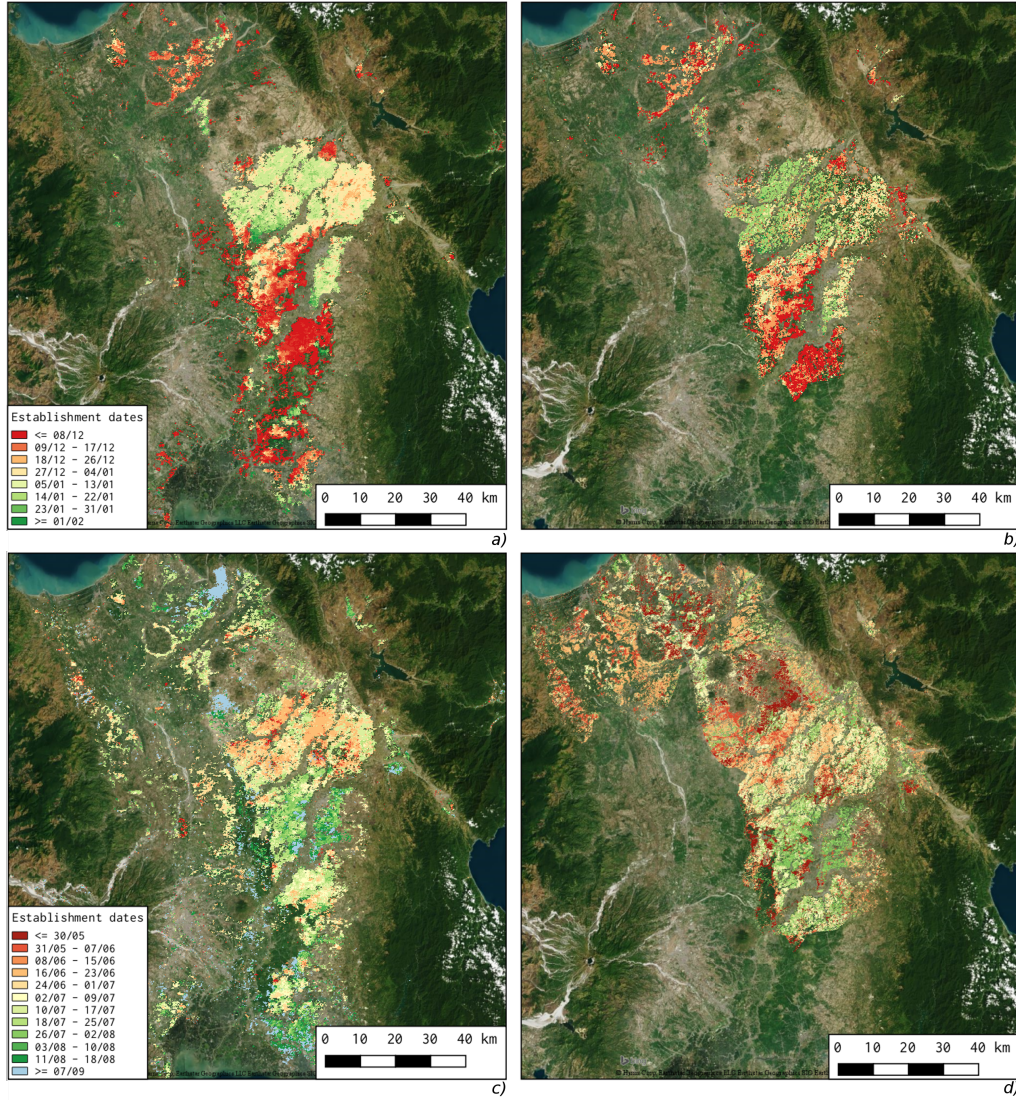 Establishment dates
<= 08/12
09/12 - 17/12
18/12 - 26/12
27/12 - 04/01
05/01 - 13/01
14/01 - 22/01
23/01 - 31/01
>= 01/02
0 10 20 30 40 km
a)
0 10 20 30 40 km
b)
Establishment dates
<= 30/05
31/05 - 07/06
08/06 - 15/06
16/06 - 23/06
24/06 - 01/07
02/07 - 09/07
10/07 - 17/07
18/07 - 25/07
26/07 - 02/08
03/08 - 10/08
11/08 - 18/08
>= 07/09
0 10 20 30 40 km
c)
0 10 20 30 40 km
d)